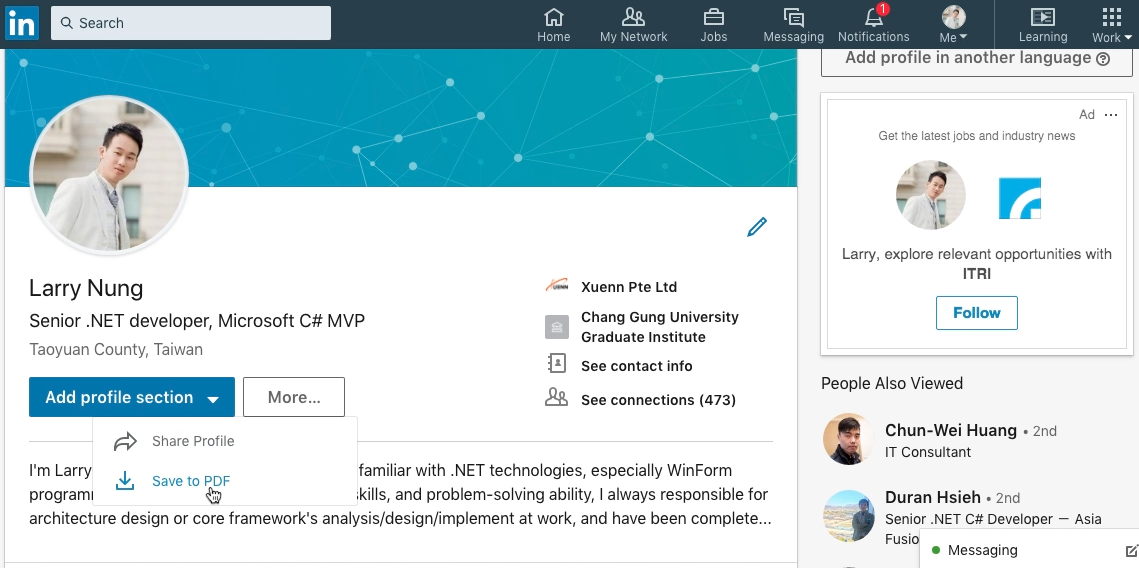 in
Search
Home
My Network
Jobs
Messaging
1
Notifications
Me
Learning
Work
Add profile in another language ?
Ad ...
Get the latest jobs and industry news
Larry, explore relevant opportunities with
ITRI
Follow
Larry Nung
Senior .NET developer, Microsoft C# MVP
Taoyuan County, Taiwan
Add profile section
More...
Share Profile
Save to PDF
Xuenn Pte Ltd
Chang Gung University
Graduate Institute
See contact info
See connections (473)
I'm Larry familiar with .NET technologies, especially WinForm
skills, and problem-solving ability, I always responsible for
architecture design or core framework's analysis/design/implement at work, and have been complete...
People Also Viewed
Chun-Wei Huang • 2nd
IT Consultant
Duran Hsieh • 2nd
Senior .NET C# Developer — Asia
Messaging